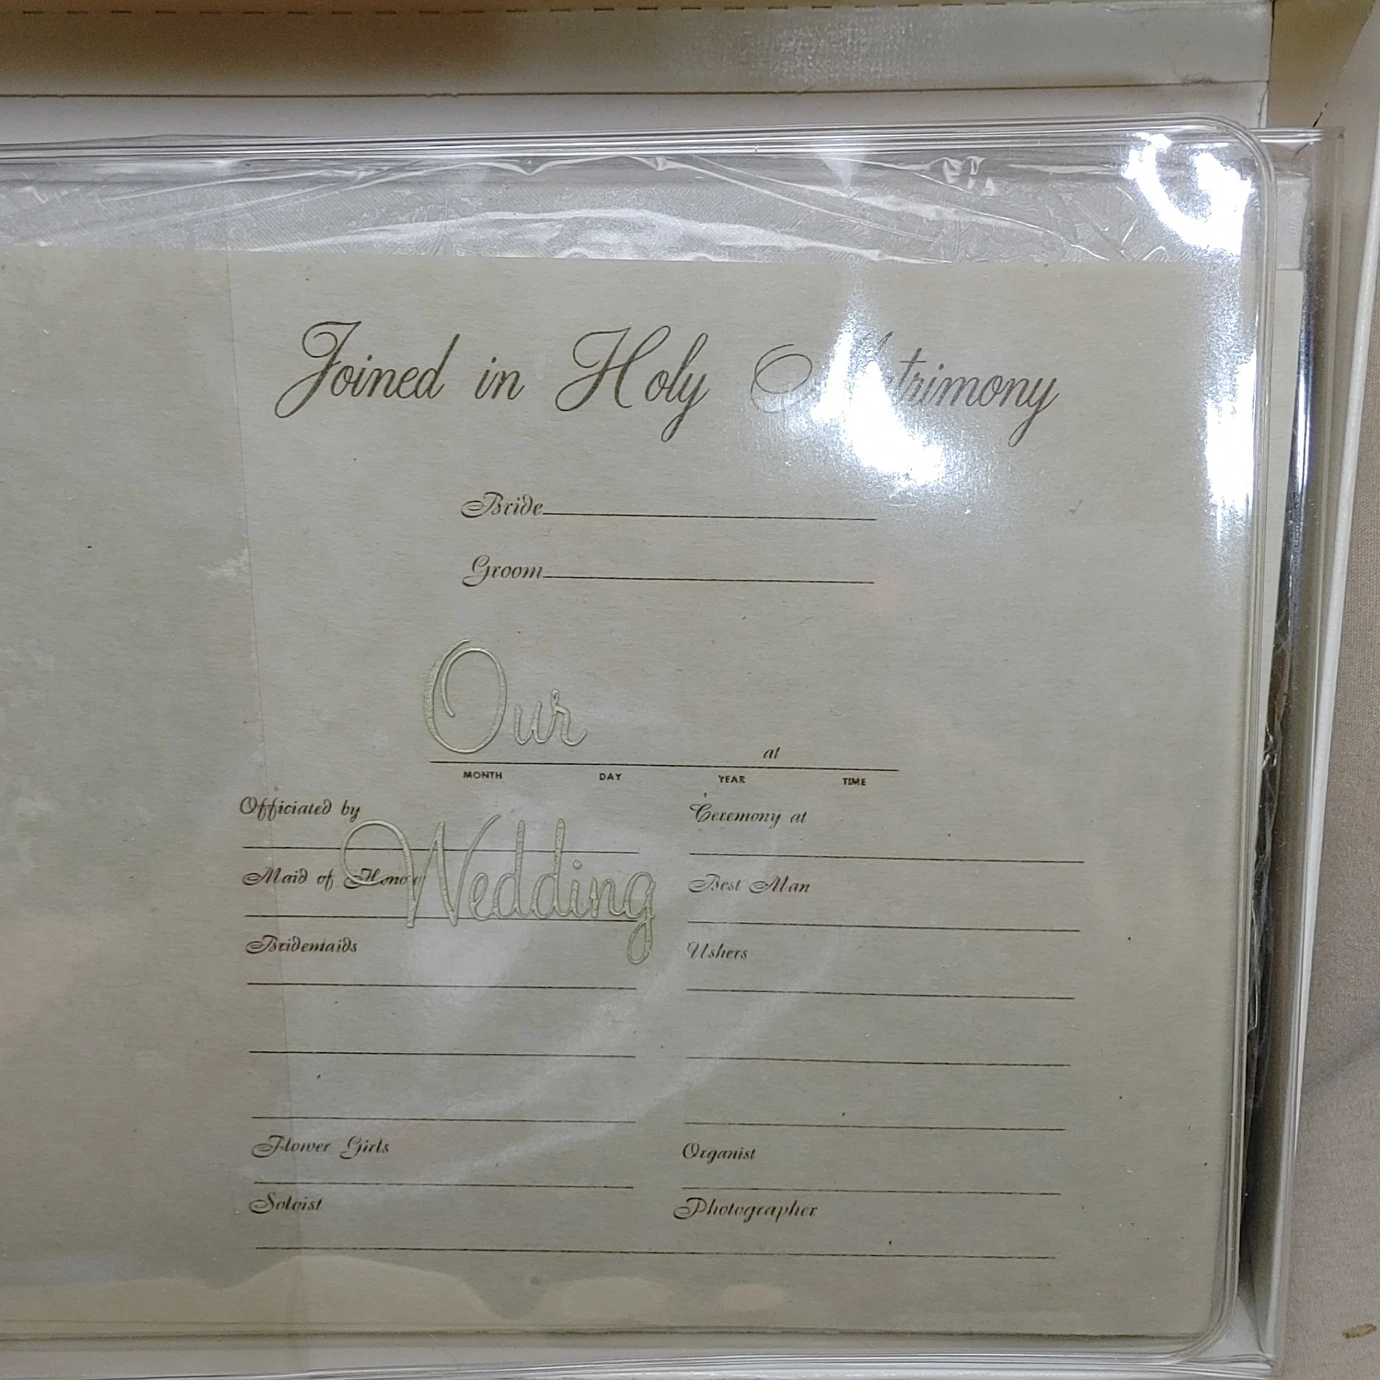 Joined in Holy Matrimony
Bride
Groom
Our
at
MONTH DAY YEAR TIME
Officiated by Ceremony at
Wedding
Maid of Honor Best Man
Bridemaids Ushers
Flower Girls Organist
Soloist Photographer